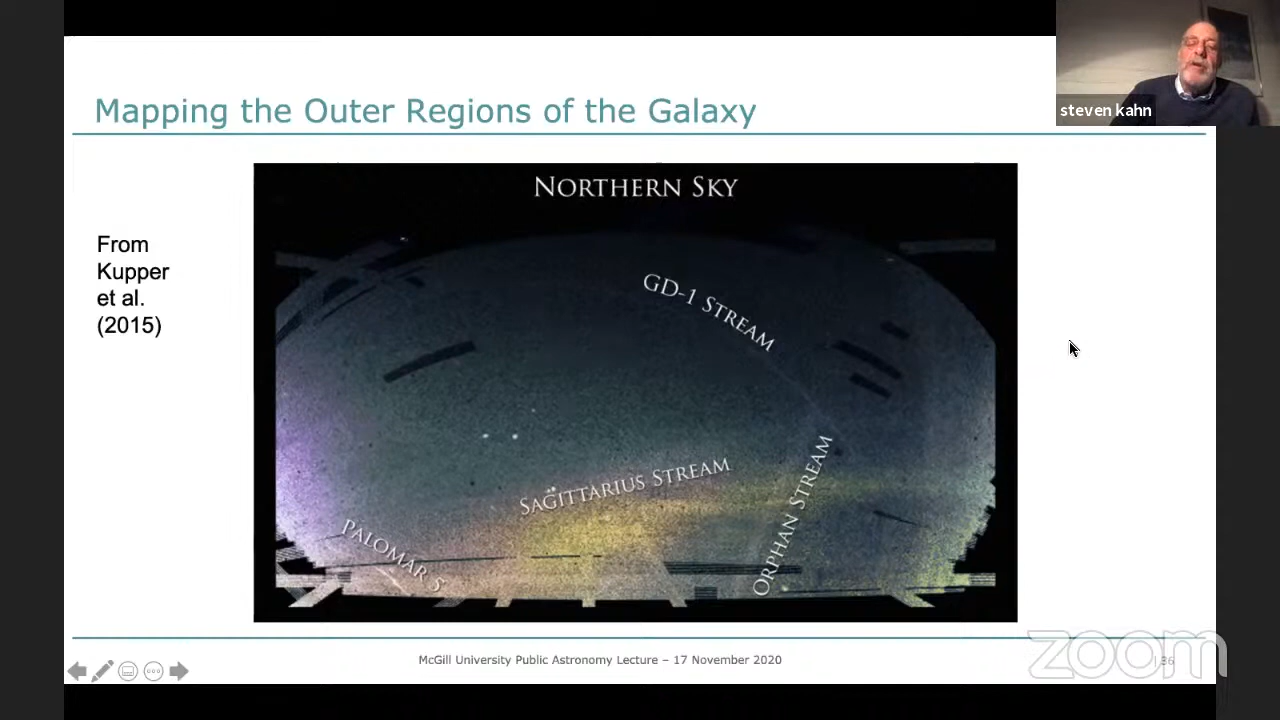 Mapping the Outer Regions of the Galaxy
steven kahn
From
Kupper
et al.
(2015)
NORTHERN SKY
GD-1 STREAM
SAGITTARIUS STREAM
ORPHAN STREAM
PALOMAR 5
McGill University Public Astronomy Lecture – 17 November 2020
zoom
| 36